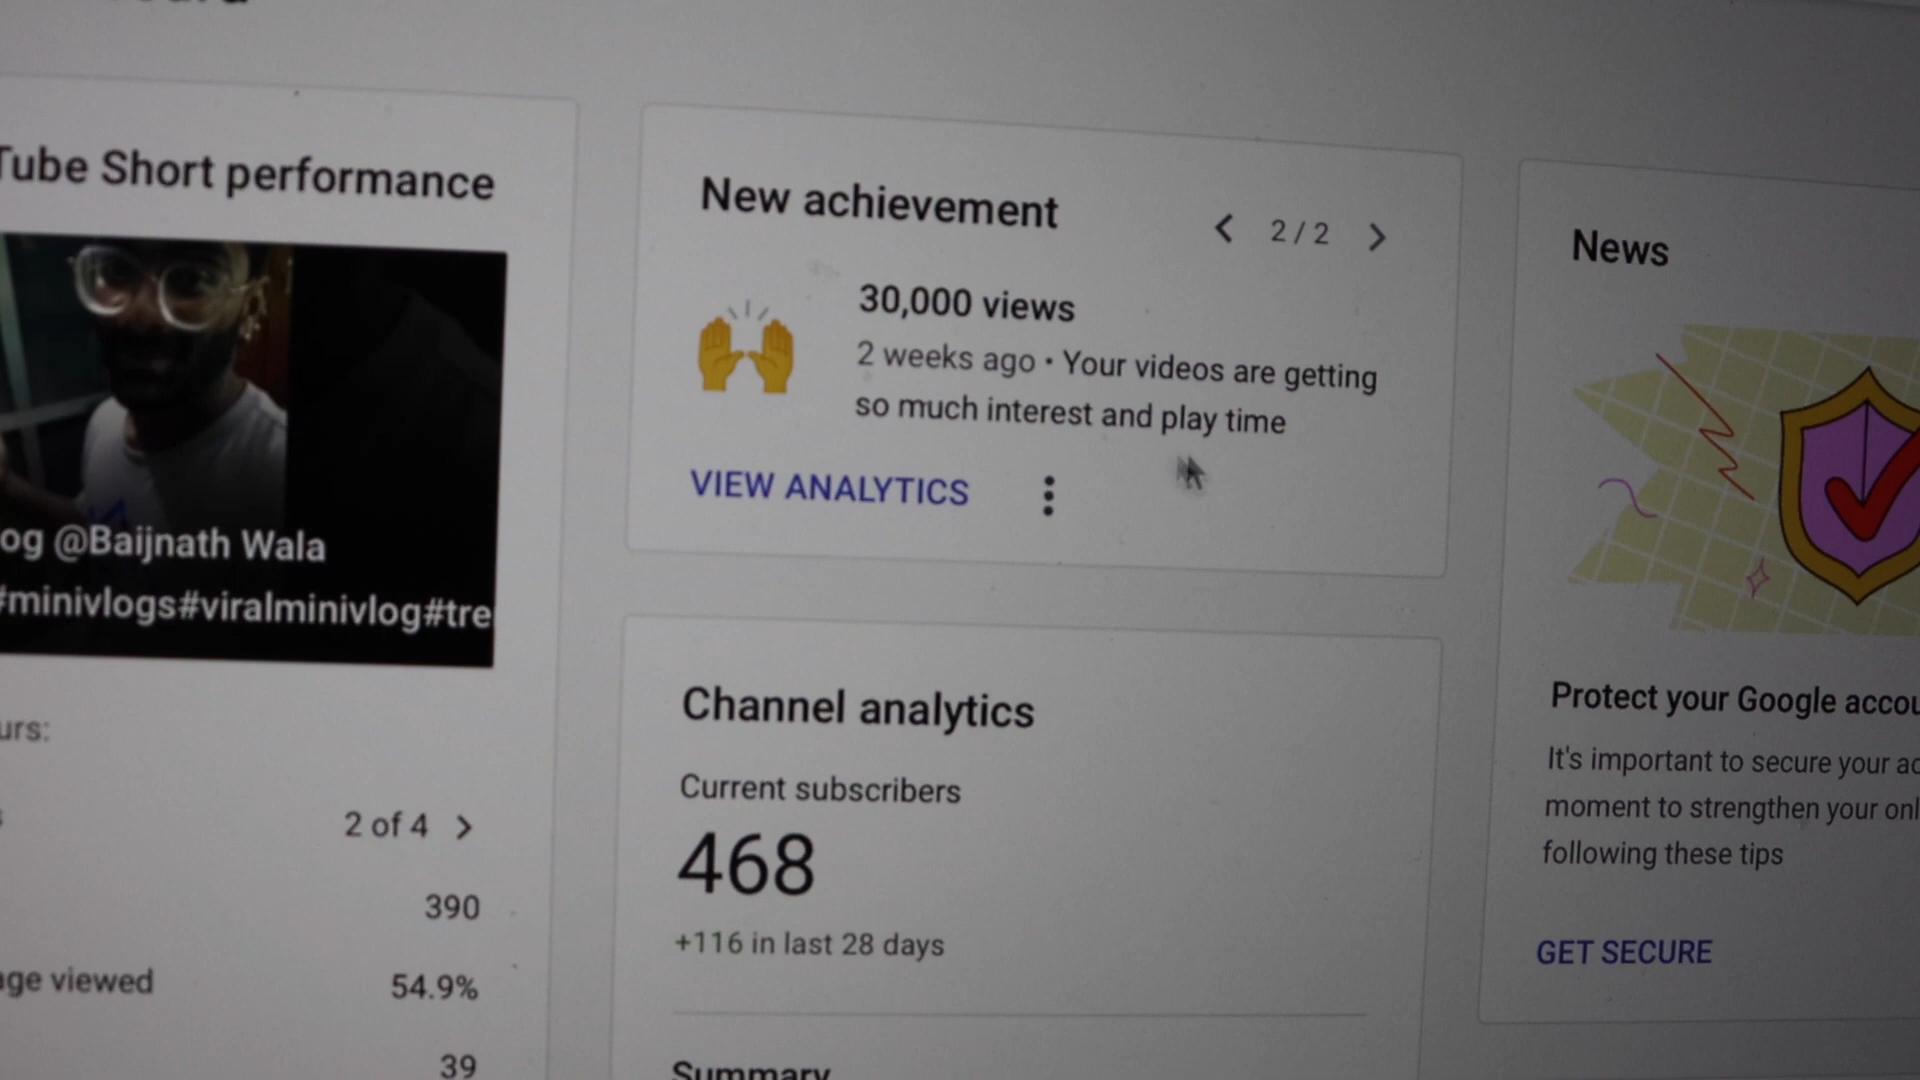 Tube Short performance
og @Baijnath Wala
#minivlogs#viralminivlog#tre
urs:
2 of 4
390
age viewed
54.9%
39
New achievement
2 / 2
30,000 views
2 weeks ago • Your videos are getting
so much interest and play time
VIEW ANALYTICS
Channel analytics
Current subscribers
468
+116 in last 28 days
Summary
News
Protect your Google accou
It's important to secure your ac
moment to strengthen your onl
following these tips
GET SECURE